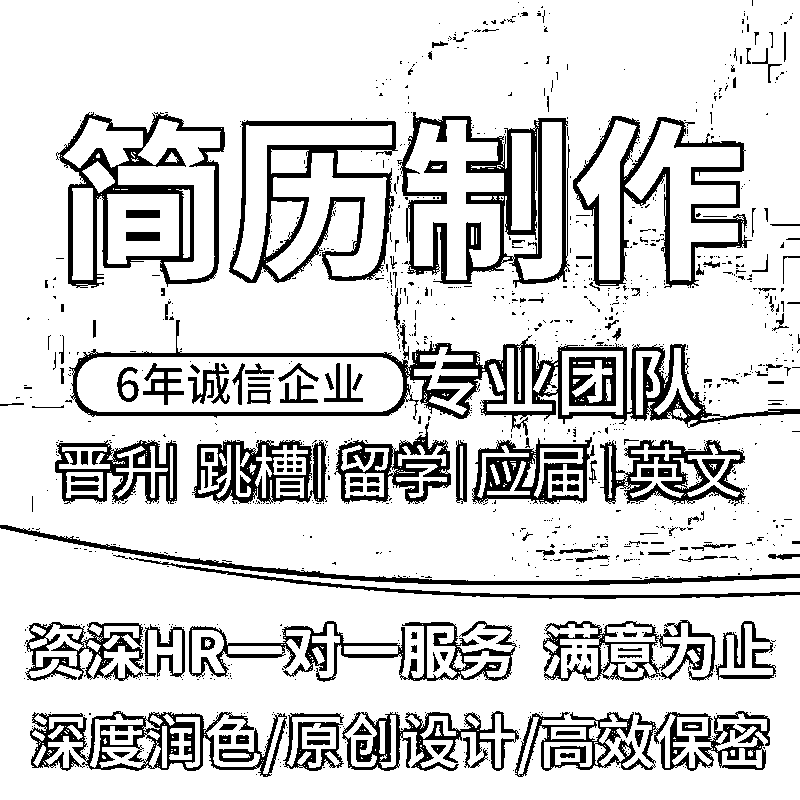 简历制作
6年诚信企业 专业团队
晋升| 跳槽| 留学| 应届 | 英文
资深HR一对一服务 满意为止
深度润色/原创设计/高效保密